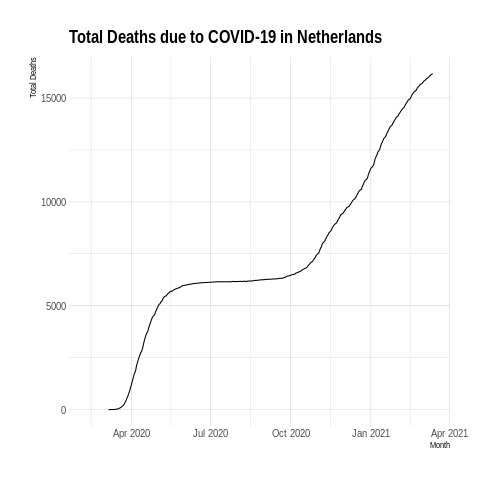 Total Deaths due to COVID-19 in Netherlands
Total Deaths
15000
10000
5000
0
Apr 2020 Jul 2020 Oct 2020 Jan 2021 Apr 2021
Month